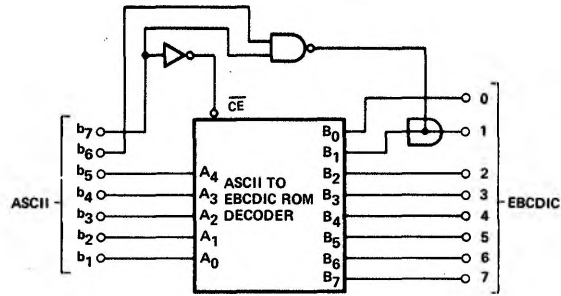 CE
b7
b6
b5
b4
b3
b2
b1
ASCII
A4
A3
A2
A1
A0
ASCII TO
EBCDIC ROM
DECODER
B0
B1
B2
B3
B4
B5
B6
B7
0
1
2
3
4
5
6
7
EBCDIC